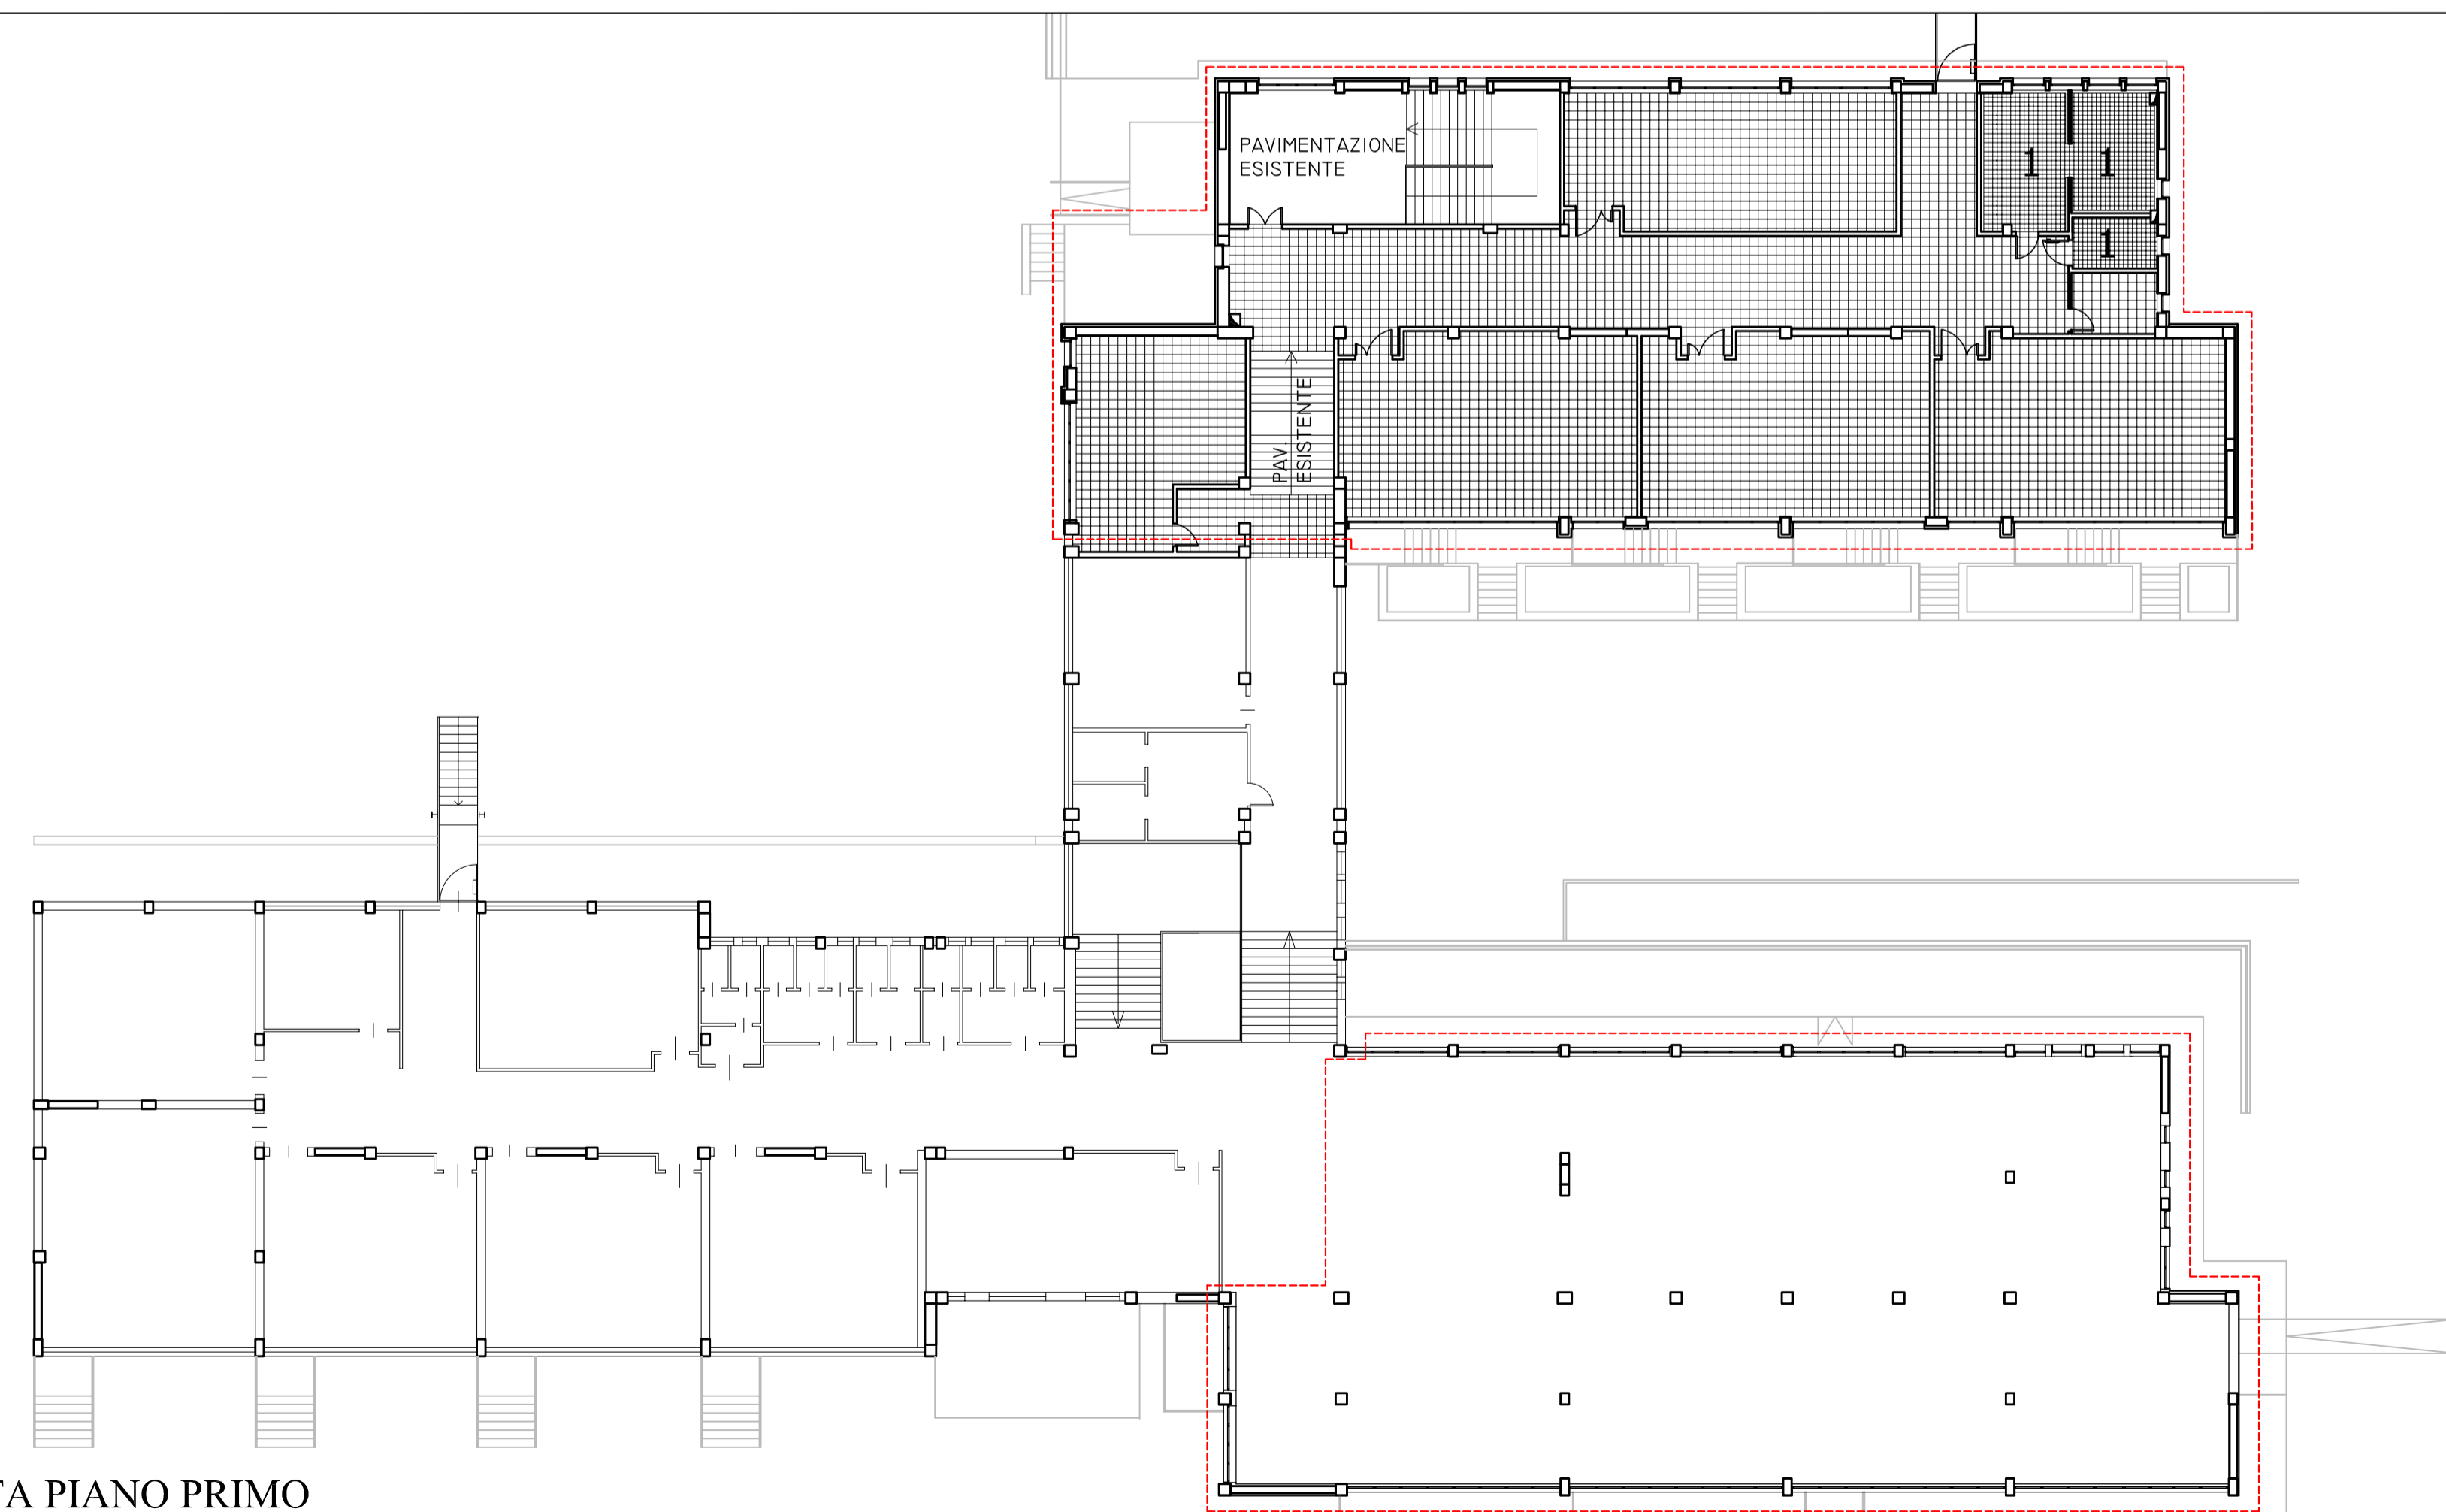 PAVIMENTAZIONE
ESISTENTE
1 1
1
PAV.
ESISTENTE
TA PIANO PRIMO